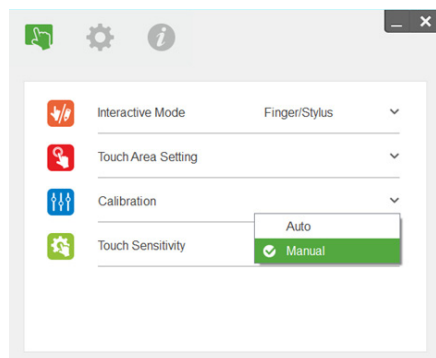 Interactive Mode Finger/Stylus
Touch Area Setting
Calibration
Auto
Touch Sensitivity
Manual